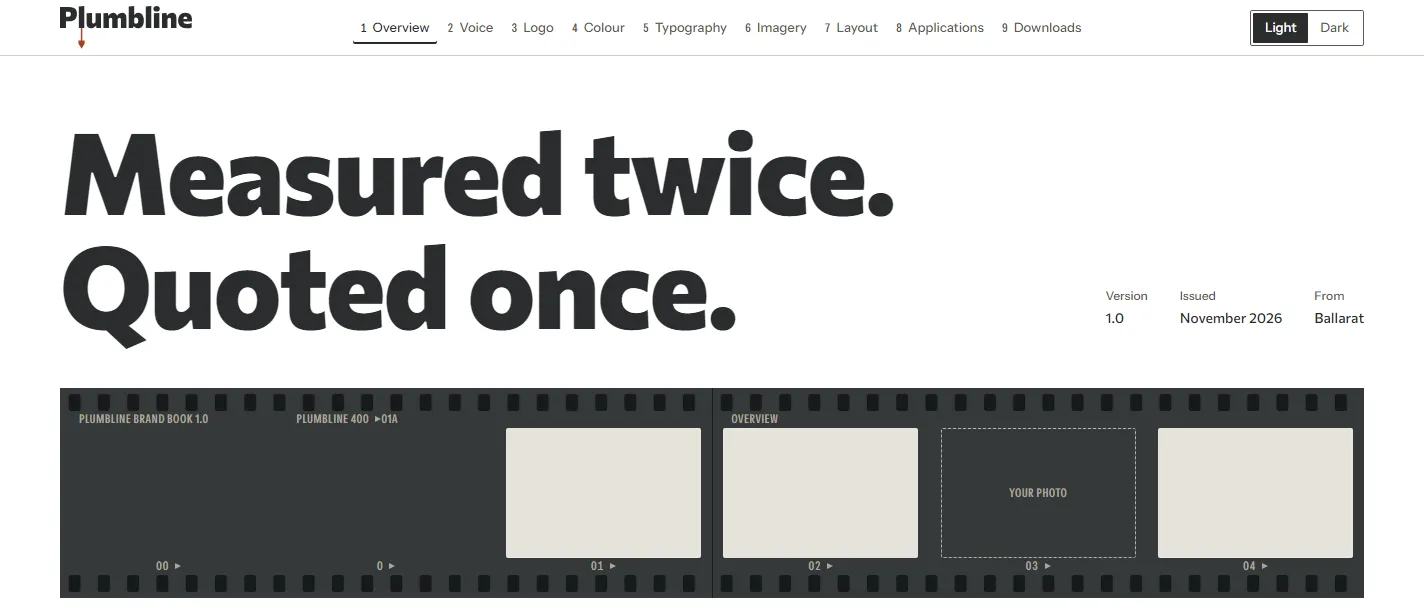 Plumbline
1 Overview 2 Voice 3 Logo 4 Colour 5 Typography 6 Imagery 7 Layout 8 Applications 9 Downloads
Light Dark
Measured twice.
Quoted once.
Version Issued From
1.0 November 2026 Ballarat
PLUMBLINE BRAND BOOK 1.0 PLUMBLINE 400 ▸01A OVERVIEW
YOUR PHOTO
00 ▸ 0 ▸ 01 ▸ 02 ▸ 03 ▸ 04 ▸